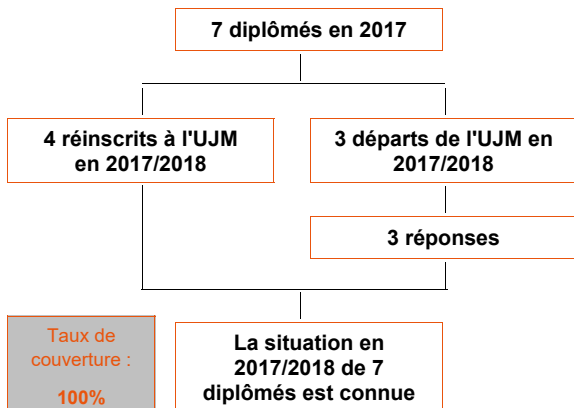 7 diplômés en 2017
4 réinscrits à l'UJM
en 2017/2018
3 départs de l'UJM en
2017/2018
3 réponses
Taux de
couverture :
100%
La situation en
2017/2018 de 7
diplômés est connue